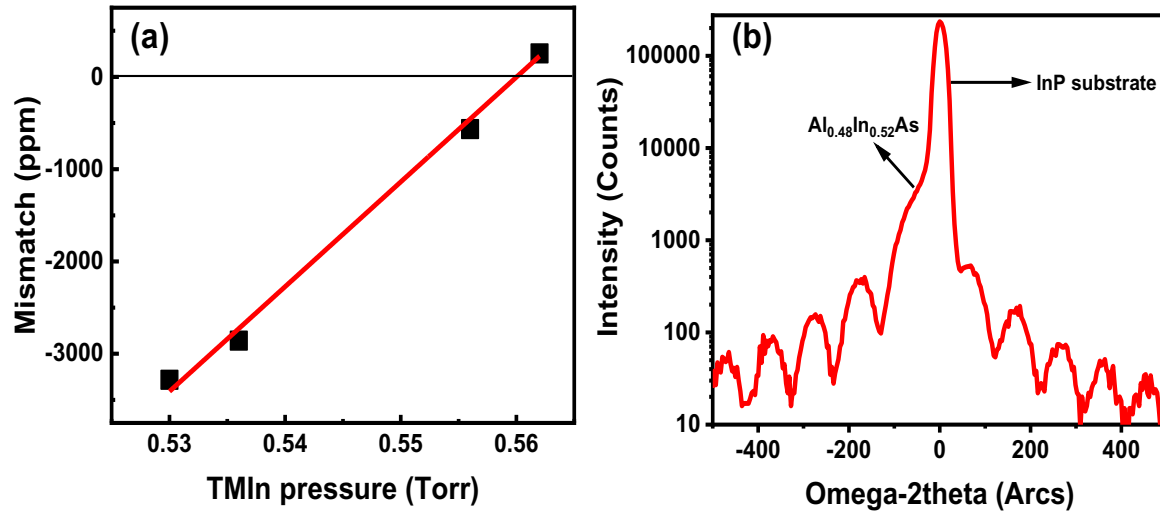 (a)
Mismatch (ppm)
0
-1000
-2000
-3000
0.53 0.54 0.55 0.56
TMIn pressure (Torr)
(b)
Intensity (Counts)
100000
10000
1000
100
10
InP substrate
Al0.48In0.52As
-400 -200 0 200 400
Omega-2theta (Arcs)